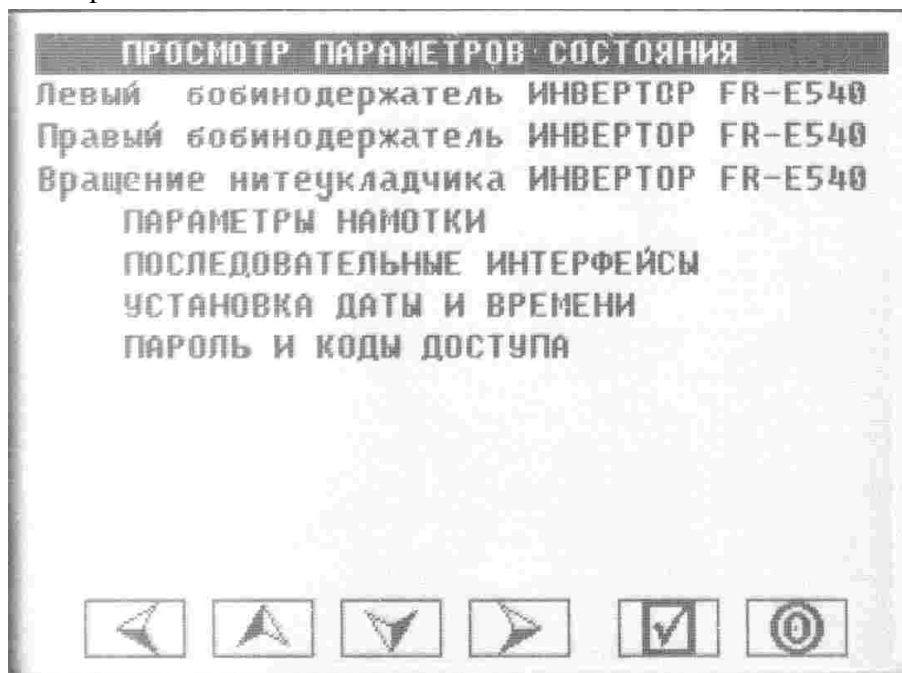 ПРОСМОТР ПАРАМЕТРОВ СОСТОЯНИЯ
Левый бобинодержатель ИНВЕРТОР FR-E540
Правый бобинодержатель ИНВЕРТОР FR-E540
Вращение нитеукладчика ИНВЕРТОР FR-E540
ПАРАМЕТРЫ НАМОТКИ
ПОСЛЕДОВАТЕЛЬНЫЕ ИНТЕРФЕЙСЫ
УСТАНОВКА ДАТЫ И ВРЕМЕНИ
ПАРОЛЬ И КОДЫ ДОСТУПА